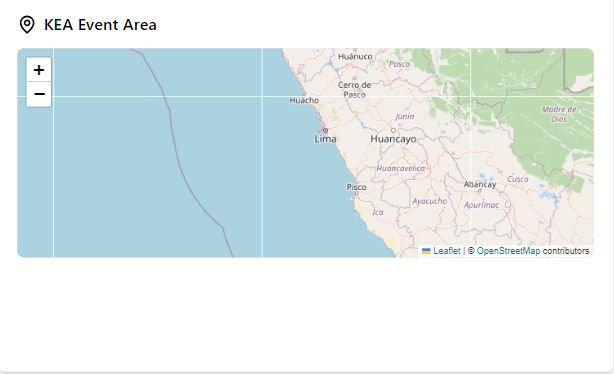 KEA Event Area
+
−
Huánuco
Pasco
Cerro de
Pasco
Huacho
Madre de
Dios
Junín
Lima
Huancayo
Huancavelica
Cusco
Pisco
Abancay
Ayacucho
Apurímac
Ica
Leaflet | © OpenStreetMap contributors